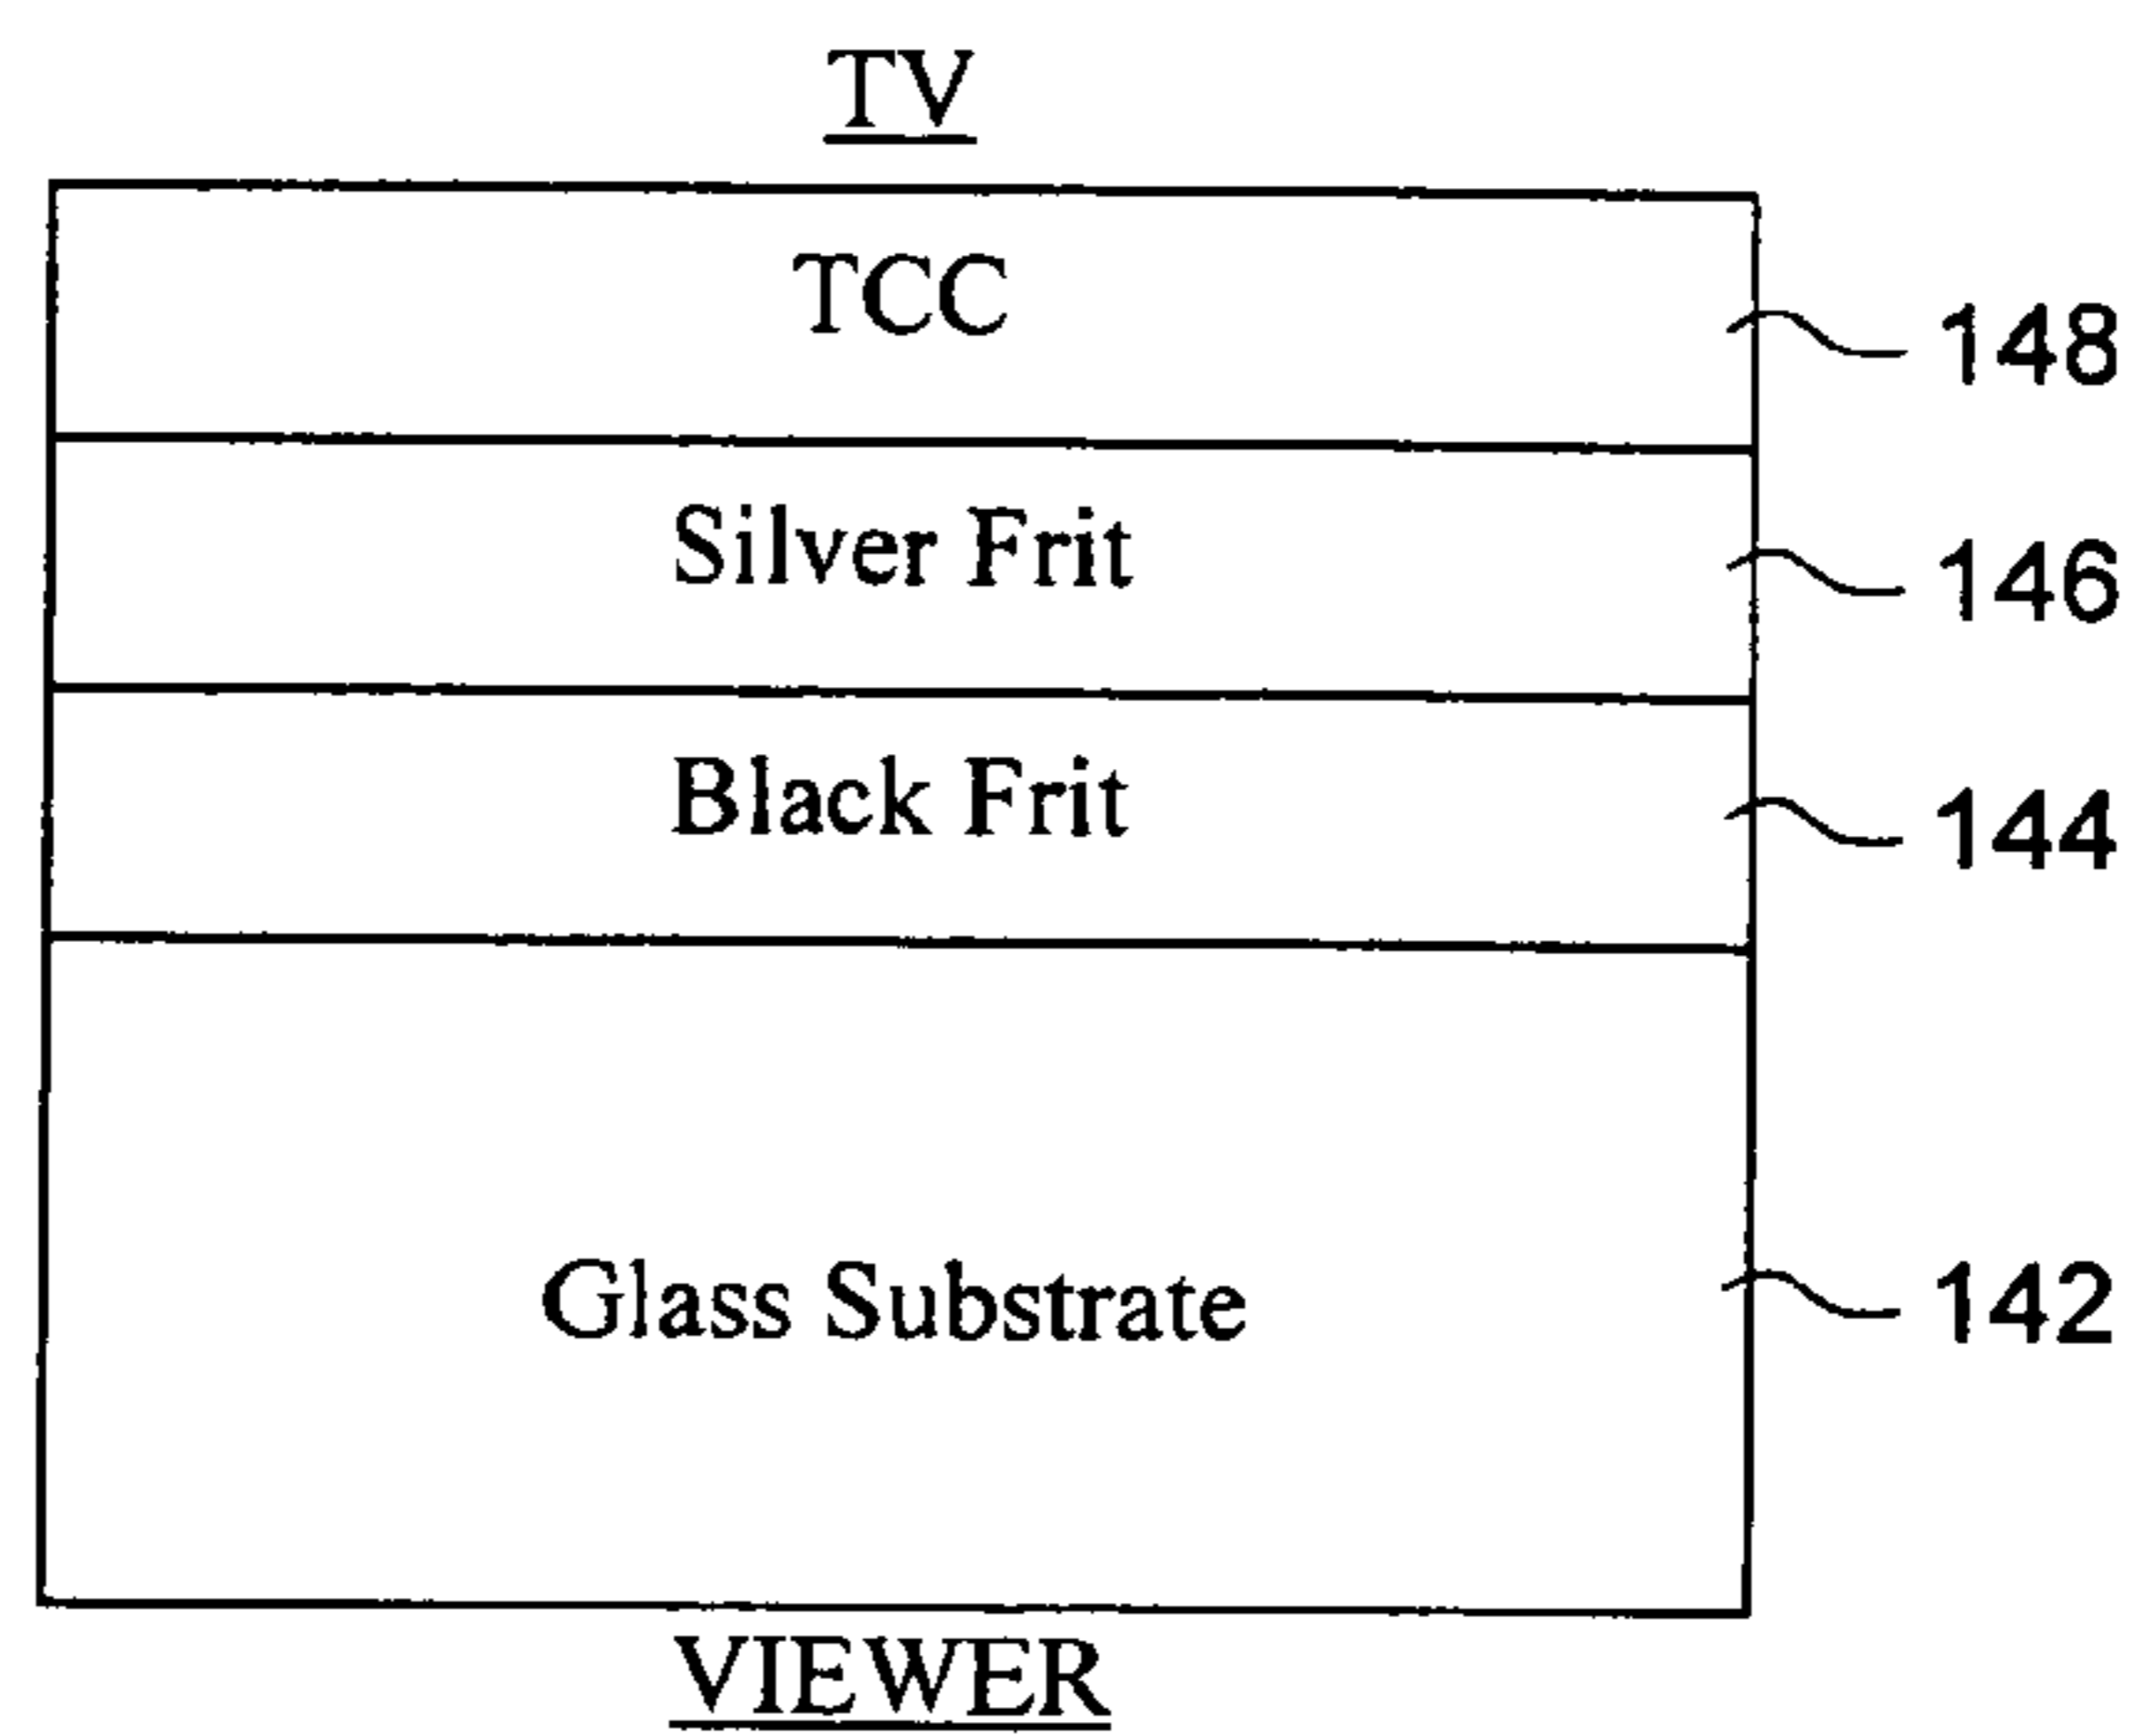 TV
TCC
148
Silver Frit
146
Black Frit
144
Glass Substrate
142
VIEWER